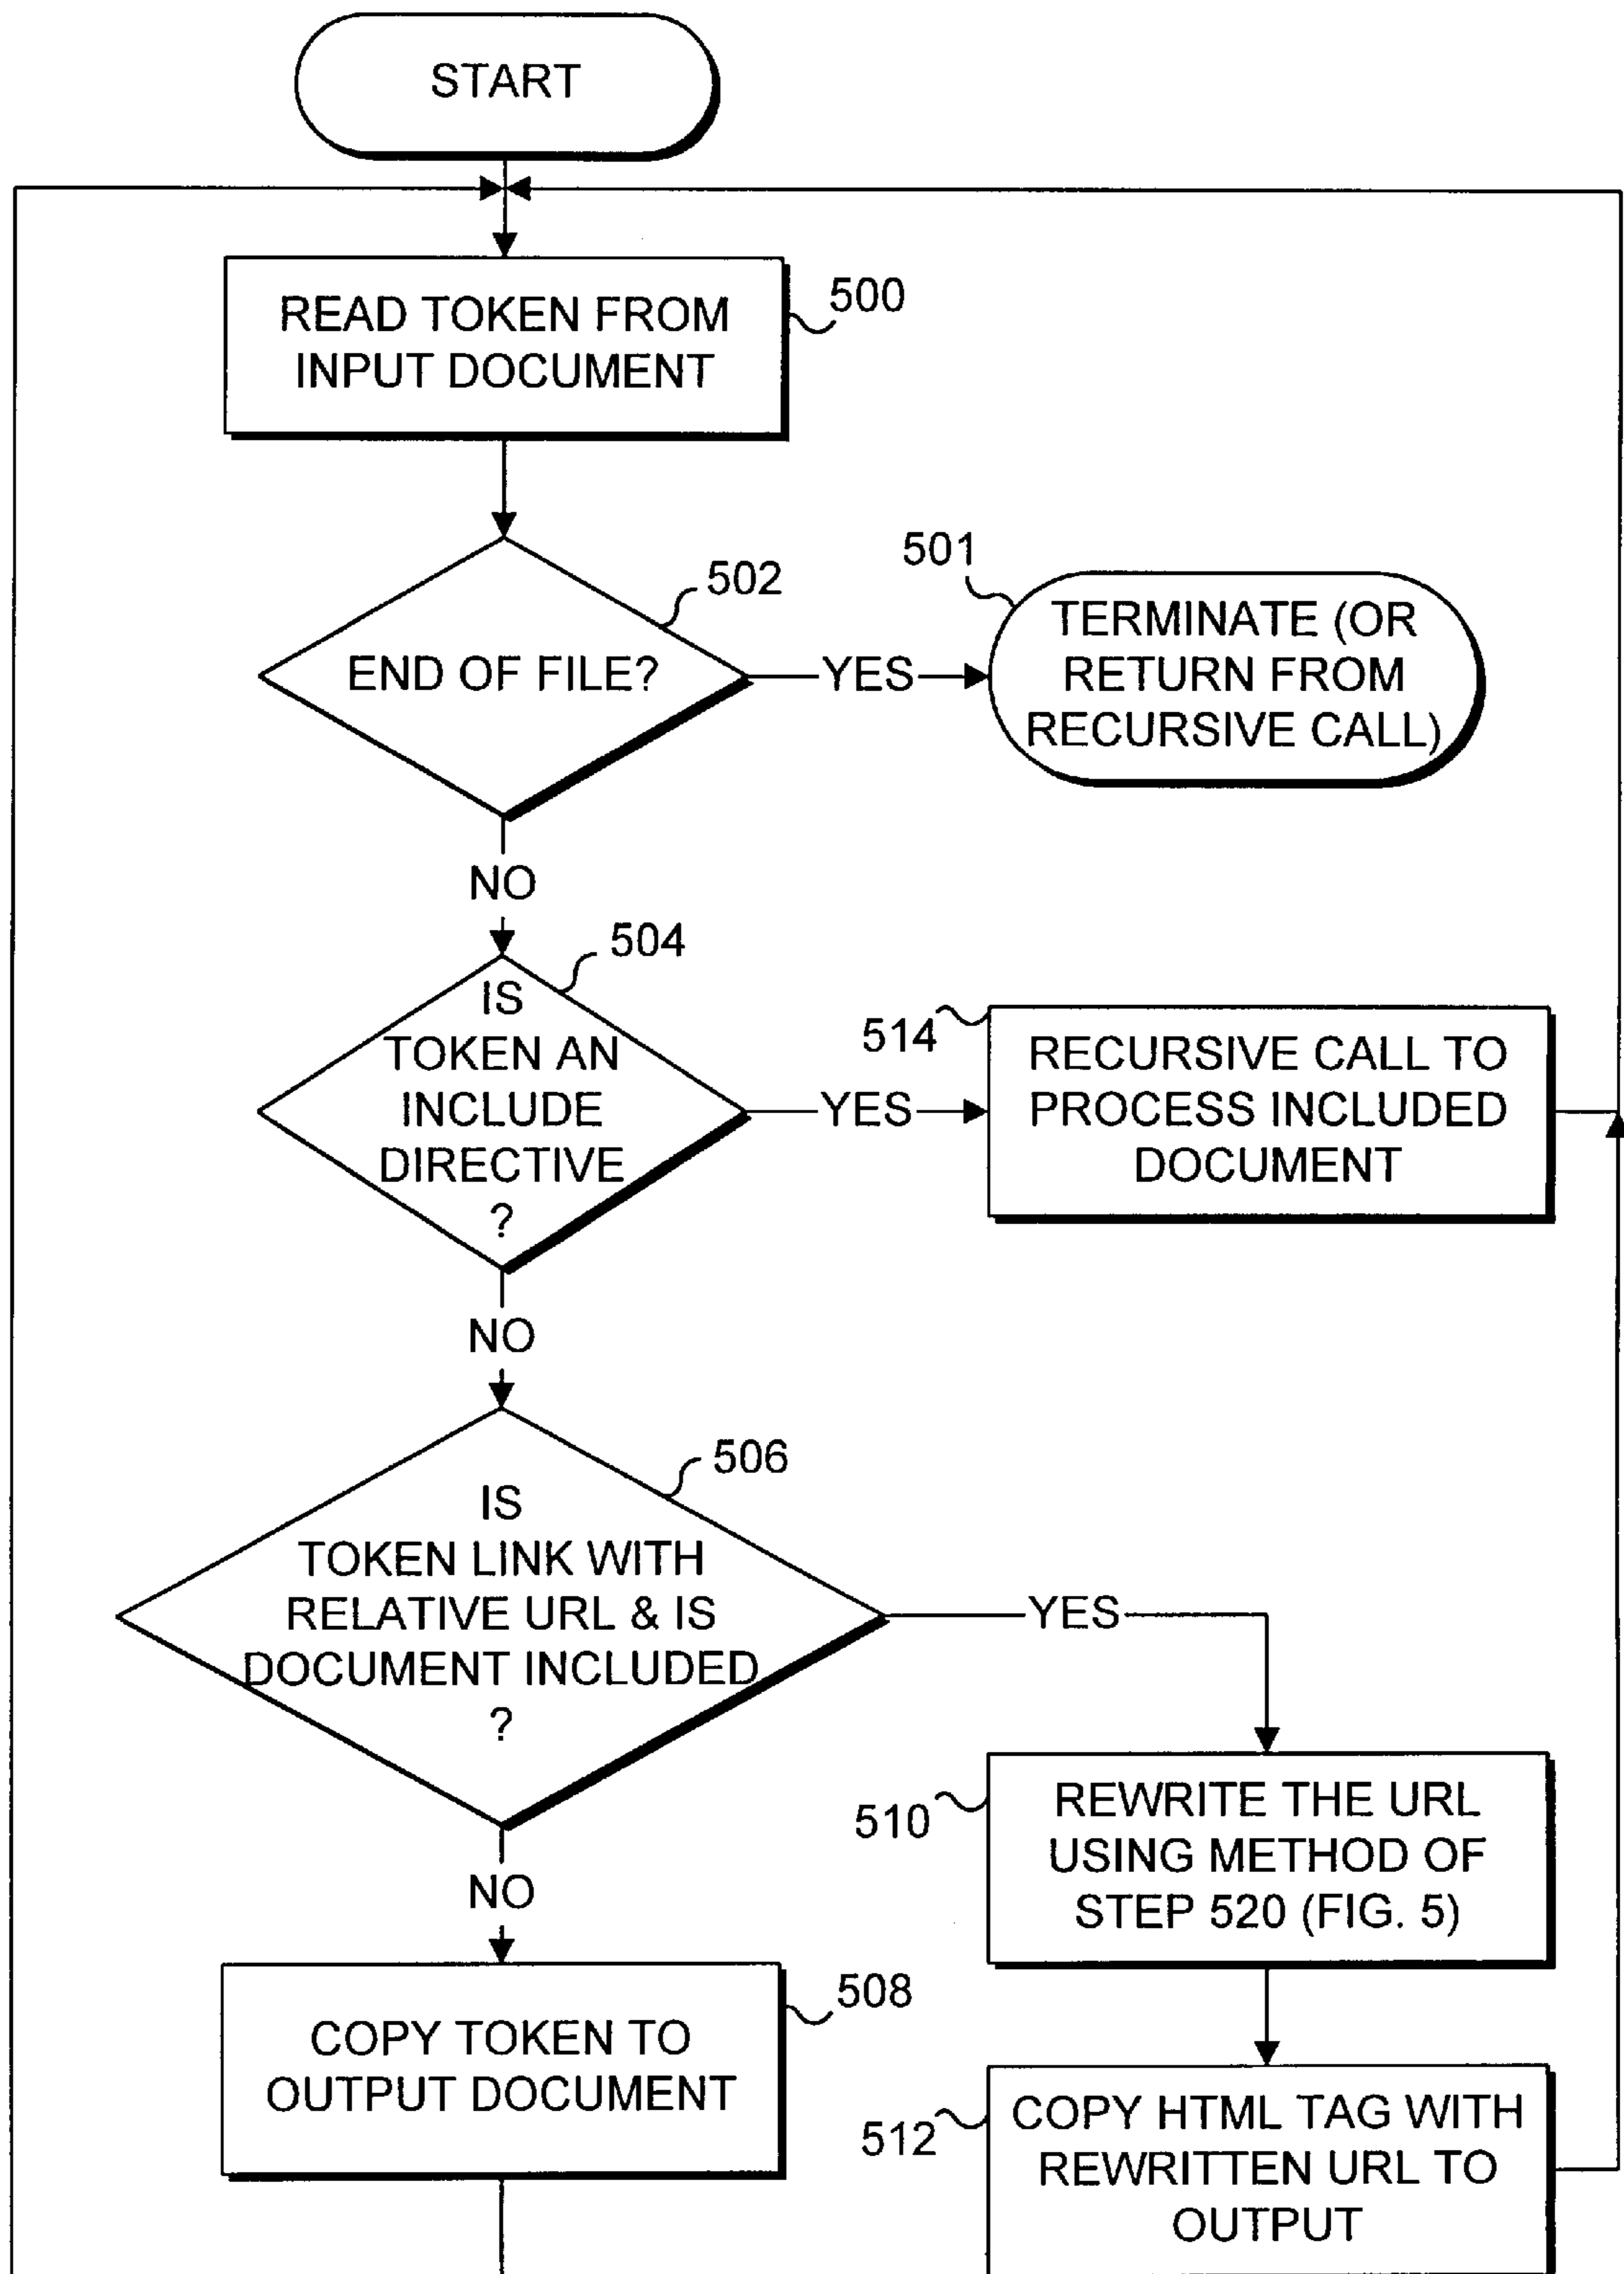 START
READ TOKEN FROM
INPUT DOCUMENT
500
END OF FILE?
502
YES
501
TERMINATE (OR
RETURN FROM
RECURSIVE CALL)
NO
504
IS
TOKEN AN
INCLUDE
DIRECTIVE
?
YES
514
RECURSIVE CALL TO
PROCESS INCLUDED
DOCUMENT
NO
506
IS
TOKEN LINK WITH
RELATIVE URL & IS
DOCUMENT INCLUDED
?
YES
510
REWRITE THE URL
USING METHOD OF
STEP 520 (FIG. 5)
NO
508
COPY TOKEN TO
OUTPUT DOCUMENT
512
COPY HTML TAG WITH
REWRITTEN URL TO
OUTPUT